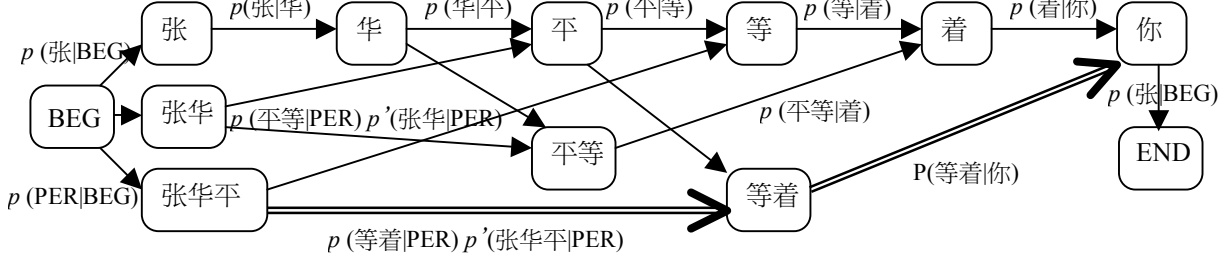 p(张|华)
p (华|平)
p (平|等)
p (等|着)
p (着|你)
张
华
平
等
着
你
p (张|BEG)
BEG
张华
p (平等|PER) p’(张华|PER)
p (平等|着)
p (张|BEG)
平等
END
p (PER|BEG)
张华平
等着
P(等着|你)
p (等着|PER) p’(张华平|PER)